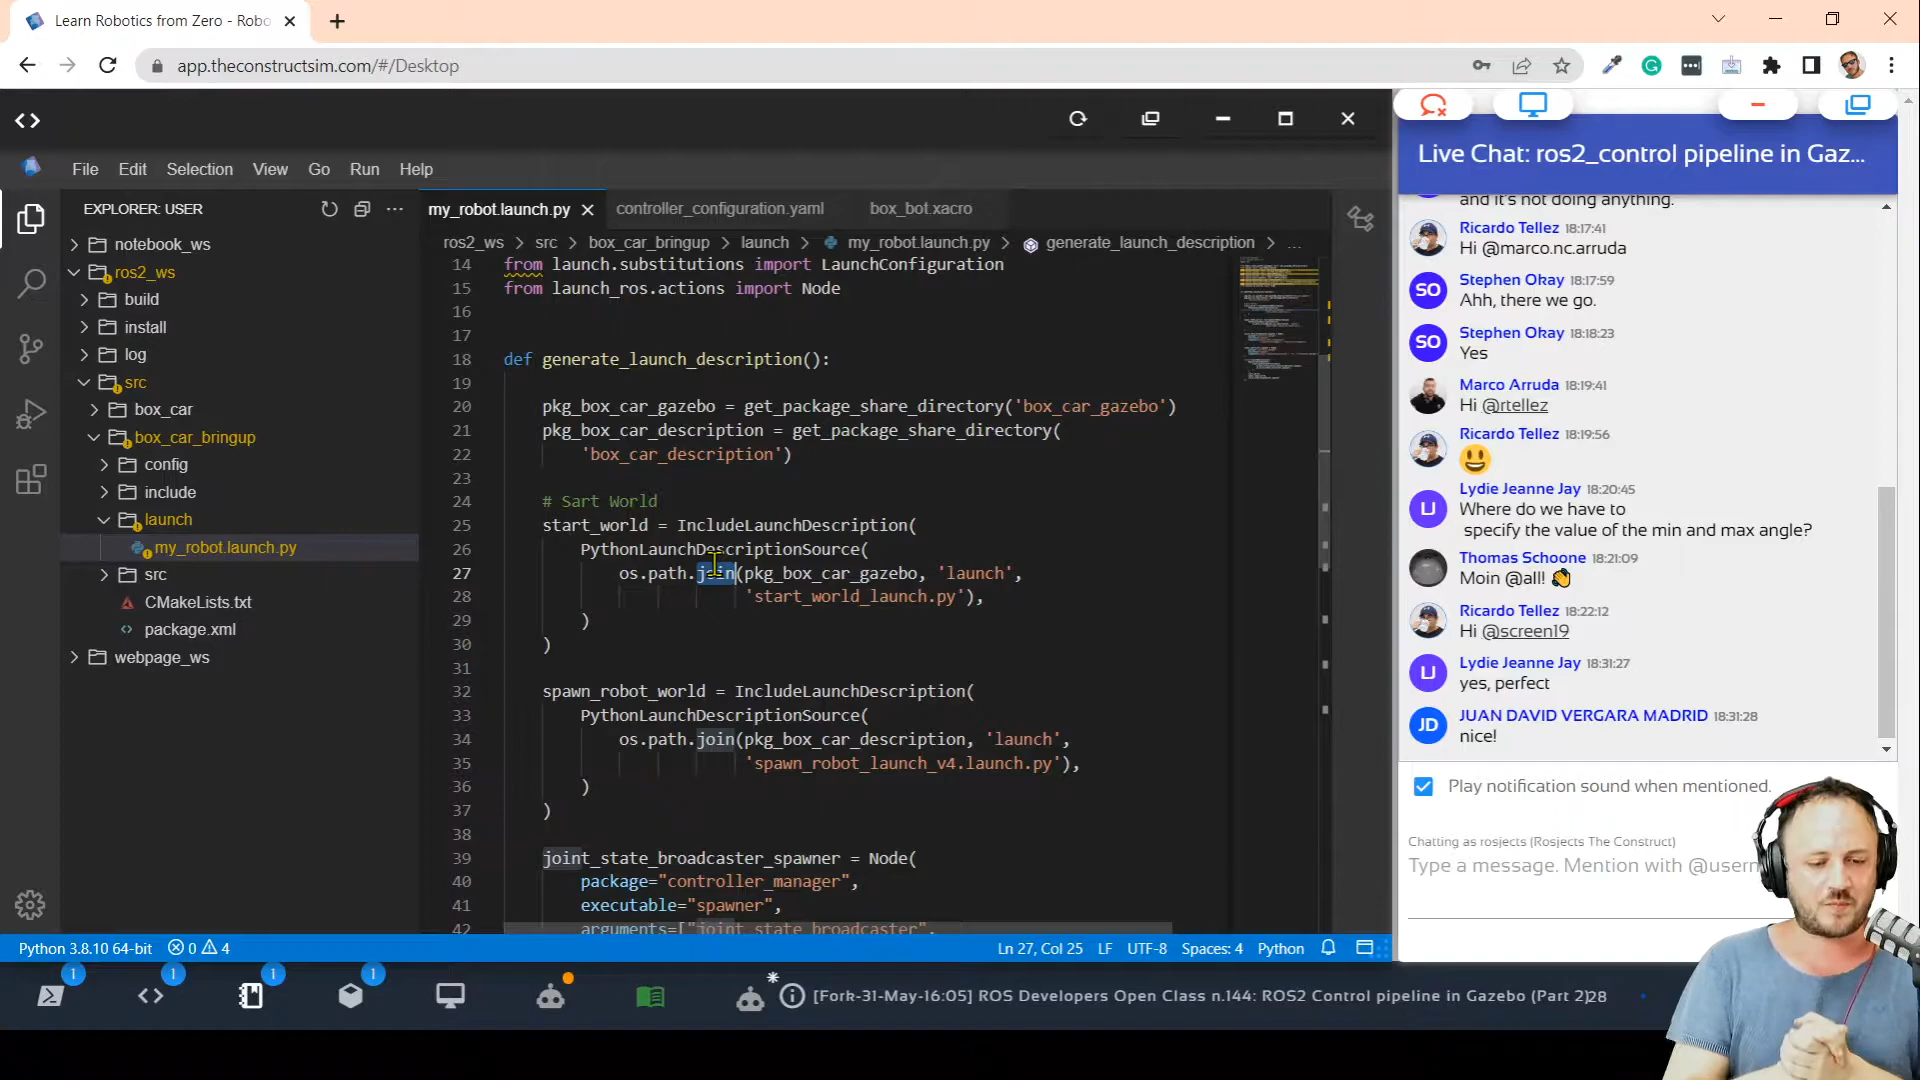 Learn Robotics from Zero - Robo
app.theconstructsim.com/#/Desktop
File Edit Selection View Go Run Help
EXPLORER: USER
my_robot.launch.py controller_configuration.yaml box_bot.xacro
ros2_ws > src > box_car_bringup > launch > my_robot.launch.py > generate_launch_description > ...
notebook_ws
ros2_ws
build
install
log
src
box_car
box_car_bringup
config
include
launch
my_robot.launch.py
src
CMakeLists.txt
package.xml
webpage_ws
14 from launch.substitutions import LaunchConfiguration
15 from launch_ros.actions import Node
16
17
18 def generate_launch_description():
19
20 pkg_box_car_gazebo = get_package_share_directory('box_car_gazebo')
21 pkg_box_car_description = get_package_share_directory(
22 'box_car_description')
23
24 # Sart World
25 start_world = IncludeLaunchDescription(
26 PythonLaunchDescriptionSource(
27 os.path.join(pkg_box_car_gazebo, 'launch',
28 'start_world_launch.py'),
29 )
30 )
31
32 spawn_robot_world = IncludeLaunchDescription(
33 PythonLaunchDescriptionSource(
34 os.path.join(pkg_box_car_description, 'launch',
35 'spawn_robot_launch_v4.launch.py'),
36 )
37 )
38
39 joint_state_broadcaster_spawner = Node(
40 package="controller_manager",
41 executable="spawner",
42 arguments=["joint_state_broadcaster",
Python 3.8.10 64-bit 0 4 Ln 27, Col 25 LF UTF-8 Spaces: 4 Python
1 1 1 1
[Fork-31-May-16:05] ROS Developers Open Class n.144: ROS2 Control pipeline in Gazebo (Part 2)28
Live Chat: ros2_control pipeline in Gaz...
and it's not doing anything.
Ricardo Tellez 18:17:41
Hi @marco.nc.arruda
SO Stephen Okay 18:17:59
Ahh, there we go.
SO Stephen Okay 18:18:23
Yes
Marco Arruda 18:19:41
Hi @rtellez
Ricardo Tellez 18:19:56
LJ Lydie Jeanne Jay 18:20:45
Where do we have to
specify the value of the min and max angle?
Thomas Schoone 18:21:09
Moin @all!
Ricardo Tellez 18:22:12
Hi @screen19
LJ Lydie Jeanne Jay 18:31:27
yes, perfect
JD JUAN DAVID VERGARA MADRID 18:31:28
nice!
Play notification sound when mentioned.
Chatting as rosjects (Rosjects The Construct)
Type a message. Mention with @usern